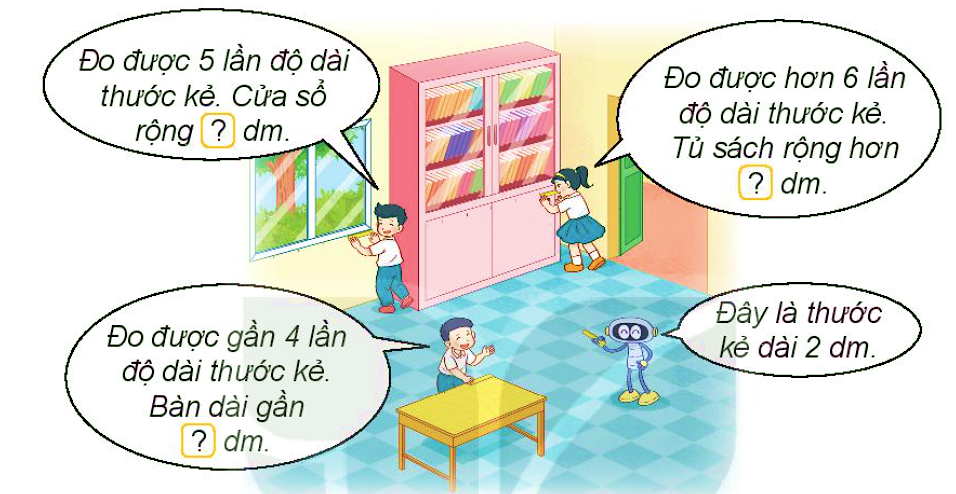 Đo được 5 lần độ dài
thước kẻ. Cửa sổ
rộng ? dm.
Đo được hơn 6 lần
độ dài thước kẻ.
Tủ sách rộng hơn
? dm.
Đo được gần 4 lần
độ dài thước kẻ.
Bàn dài gần
? dm.
Đây là thước
kẻ dài 2 dm.